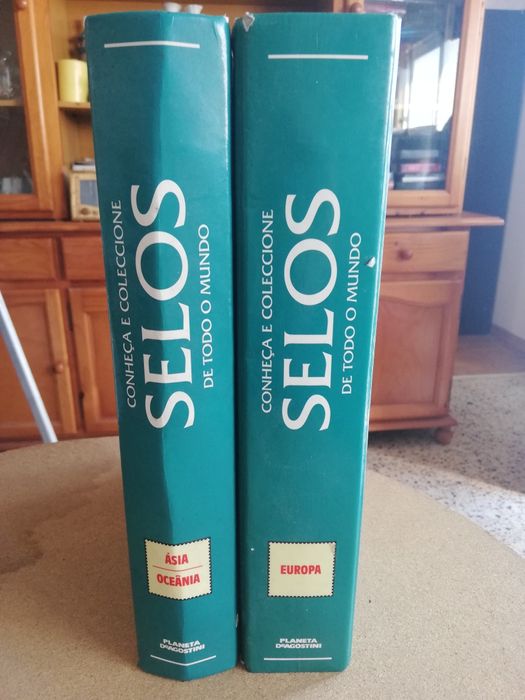 CONHEÇA E COLECCIONE
SELOS
DE TODO O MUNDO
ÁSIA
OCEÂNIA
PLANETA
DeAGOSTINI
CONHEÇA E COLECCIONE
SELOS
DE TODO O MUNDO
EUROPA
PLANETA
DeAGOSTINI